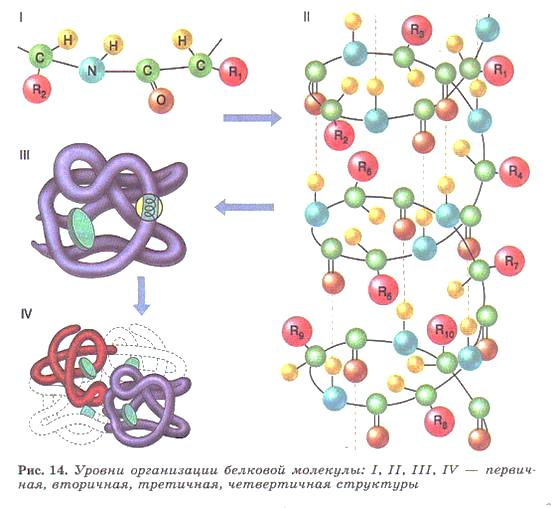 I
II
C
H
H
H
N
C
C
O
R2
R1
III
IV
R3
R1
R2
R4
R6
R7
R5
R9
R10
R8
Рис. 14. Уровни организации белковой молекулы: I, II, III, IV — первич-
ная, вторичная, третичная, четвертичная структуры